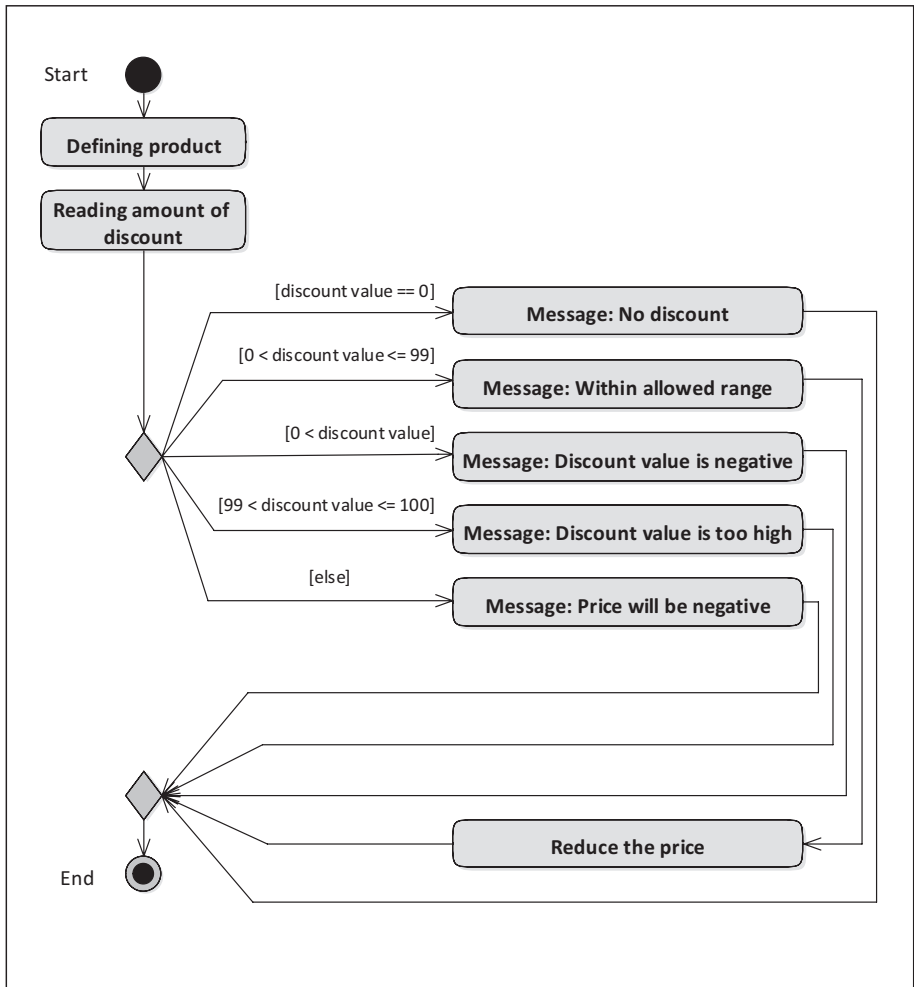 Start
Defining product
Reading amount of
discount
[discount value == 0]
Message: No discount
[0 < discount value <= 99]
Message: Within allowed range
[0 < discount value]
Message: Discount value is negative
[99 < discount value <= 100]
Message: Discount value is too high
[else]
Message: Price will be negative
Reduce the price
End